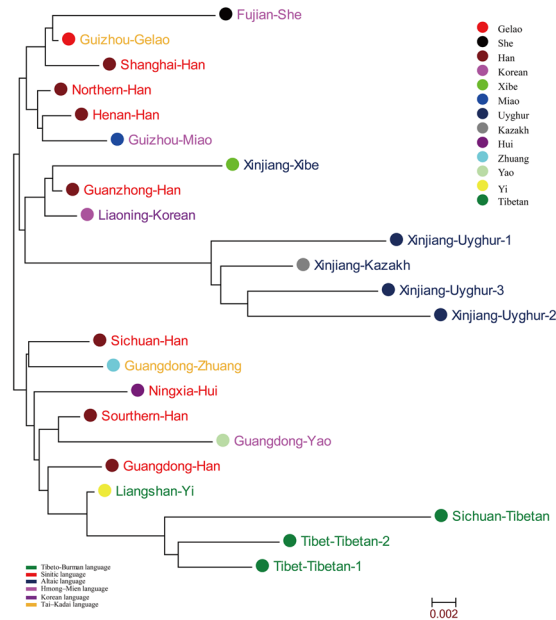 Fujian-She
Guizhou-Gelao
Shanghai-Han
Northern-Han
Henan-Han
Guizhou-Miao
Xinjiang-Xibe
Guanzhong-Han
Liaoning-Korean
Xinjiang-Uyghur-1
Xinjiang-Kazakh
Xinjiang-Uyghur-3
Xinjiang-Uyghur-2
Sichuan-Han
Guangdong-Zhuang
Ningxia-Hui
Sourthern-Han
Guangdong-Yao
Guangdong-Han
Liangshan-Yi
Sichuan-Tibetan
Tibet-Tibetan-2
Tibet-Tibetan-1
Gelao
She
Han
Korean
Xibe
Miao
Uyghur
Kazakh
Hui
Zhuang
Yao
Yi
Tibetan
Tibeto-Burman language
Sinitic language
Altaic language
Hmong–Mien language
Korean language
Tai–Kadai language
0.002